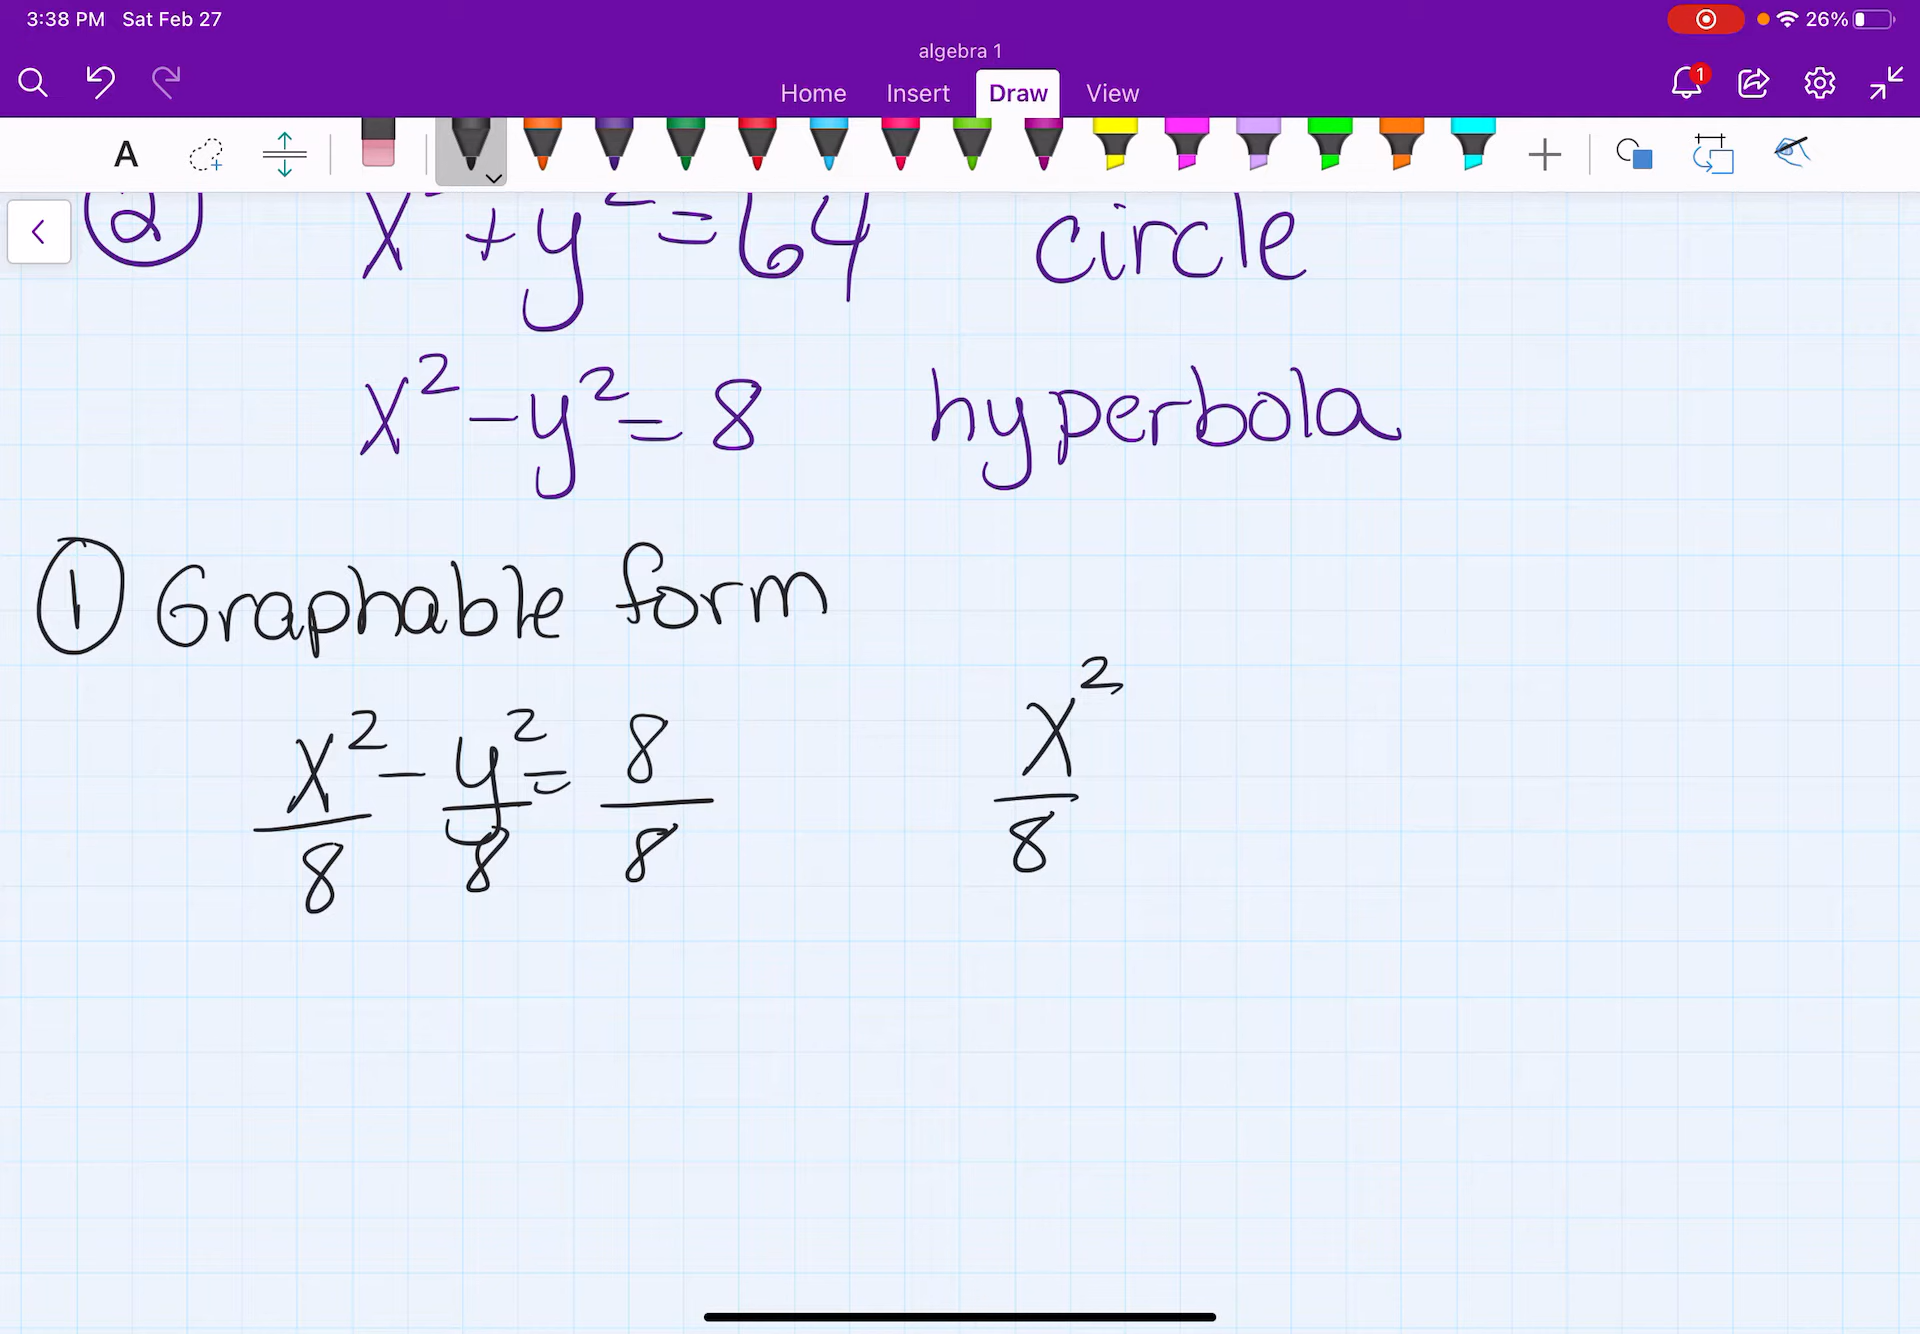 3:38 PM Sat Feb 27
26%
algebra 1
Home Insert Draw View
1
A
② x² + y² = 64 circle
x² - y² = 8 hyperbola
① Graphable form
x²/8 - y²/8 = 8/8 x²/8